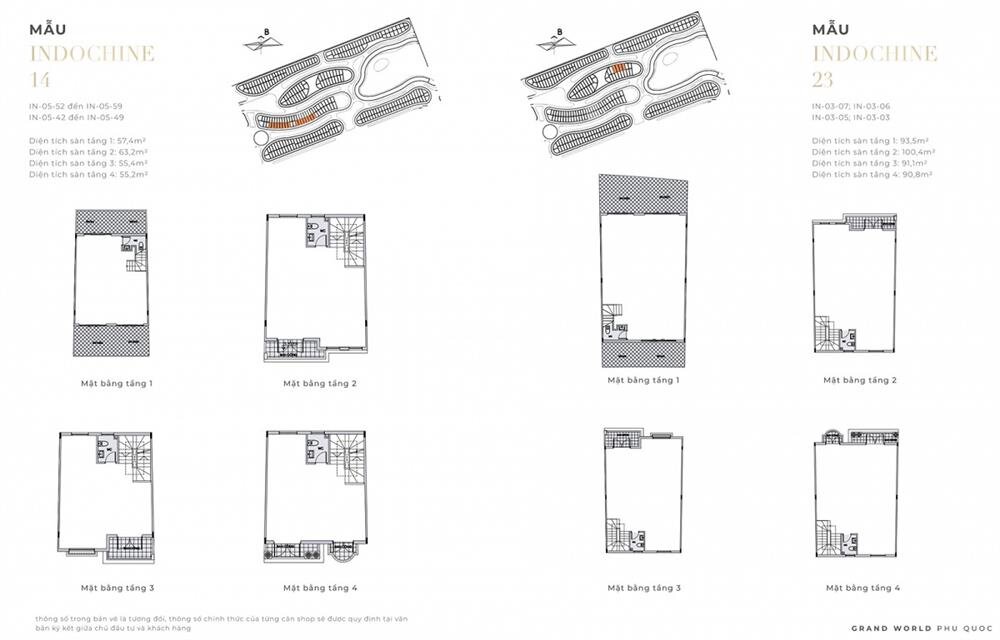 MẪU
INDOCHINE
14
IN-05-52 đến IN-05-59
IN-05-42 đến IN-05-49
Diện tích sàn tầng 1: 57,4m²
Diện tích sàn tầng 2: 63,2m²
Diện tích sàn tầng 3: 55,4m²
Diện tích sàn tầng 4: 55,2m²
B
Mặt bằng tầng 1
Mặt bằng tầng 2
Mặt bằng tầng 3
Mặt bằng tầng 4
B
MẪU
INDOCHINE
23
IN-03-07; IN-03-06
IN-03-05; IN-03-03
Diện tích sàn tầng 1: 93,5m²
Diện tích sàn tầng 2: 100,4m²
Diện tích sàn tầng 3: 91,1m²
Diện tích sàn tầng 4: 90,8m²
Mặt bằng tầng 1
Mặt bằng tầng 2
Mặt bằng tầng 3
Mặt bằng tầng 4
thông số trong bản vẽ là tương đối, thông số chính thức của từng căn shop sẽ được quy định tại văn
bản ký kết giữa chủ đầu tư và khách hàng
GRAND WORLD PHU QUOC